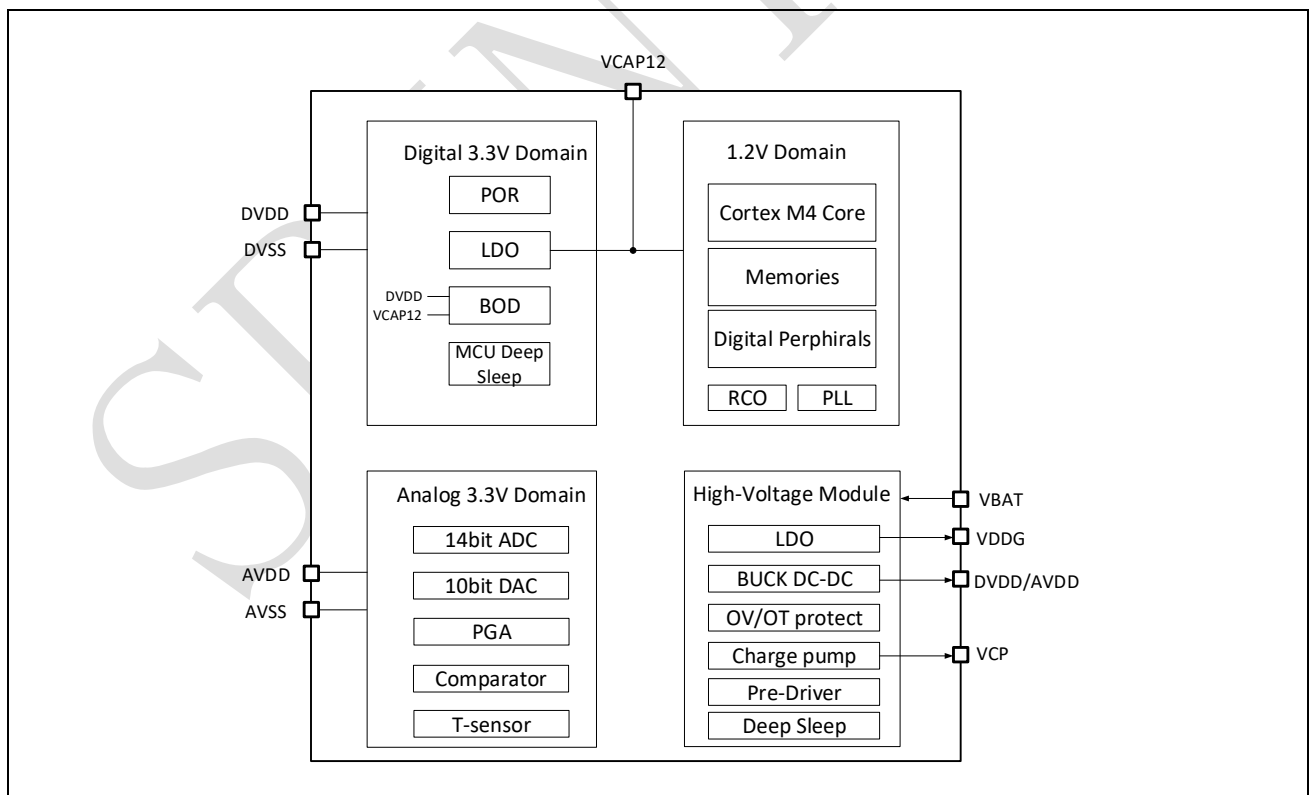 VCAP12
Digital 3.3V Domain
POR
LDO
DVDD
VCAP12
BOD
MCU Deep
Sleep
DVDD
DVSS
1.2V Domain
Cortex M4 Core
Memories
Digital Perphirals
RCO
PLL
Analog 3.3V Domain
14bit ADC
10bit DAC
PGA
Comparator
T-sensor
AVDD
AVSS
High-Voltage Module
LDO
BUCK DC-DC
OV/OT protect
Charge pump
Pre-Driver
Deep Sleep
VBAT
VDDG
DVDD/AVDD
VCP